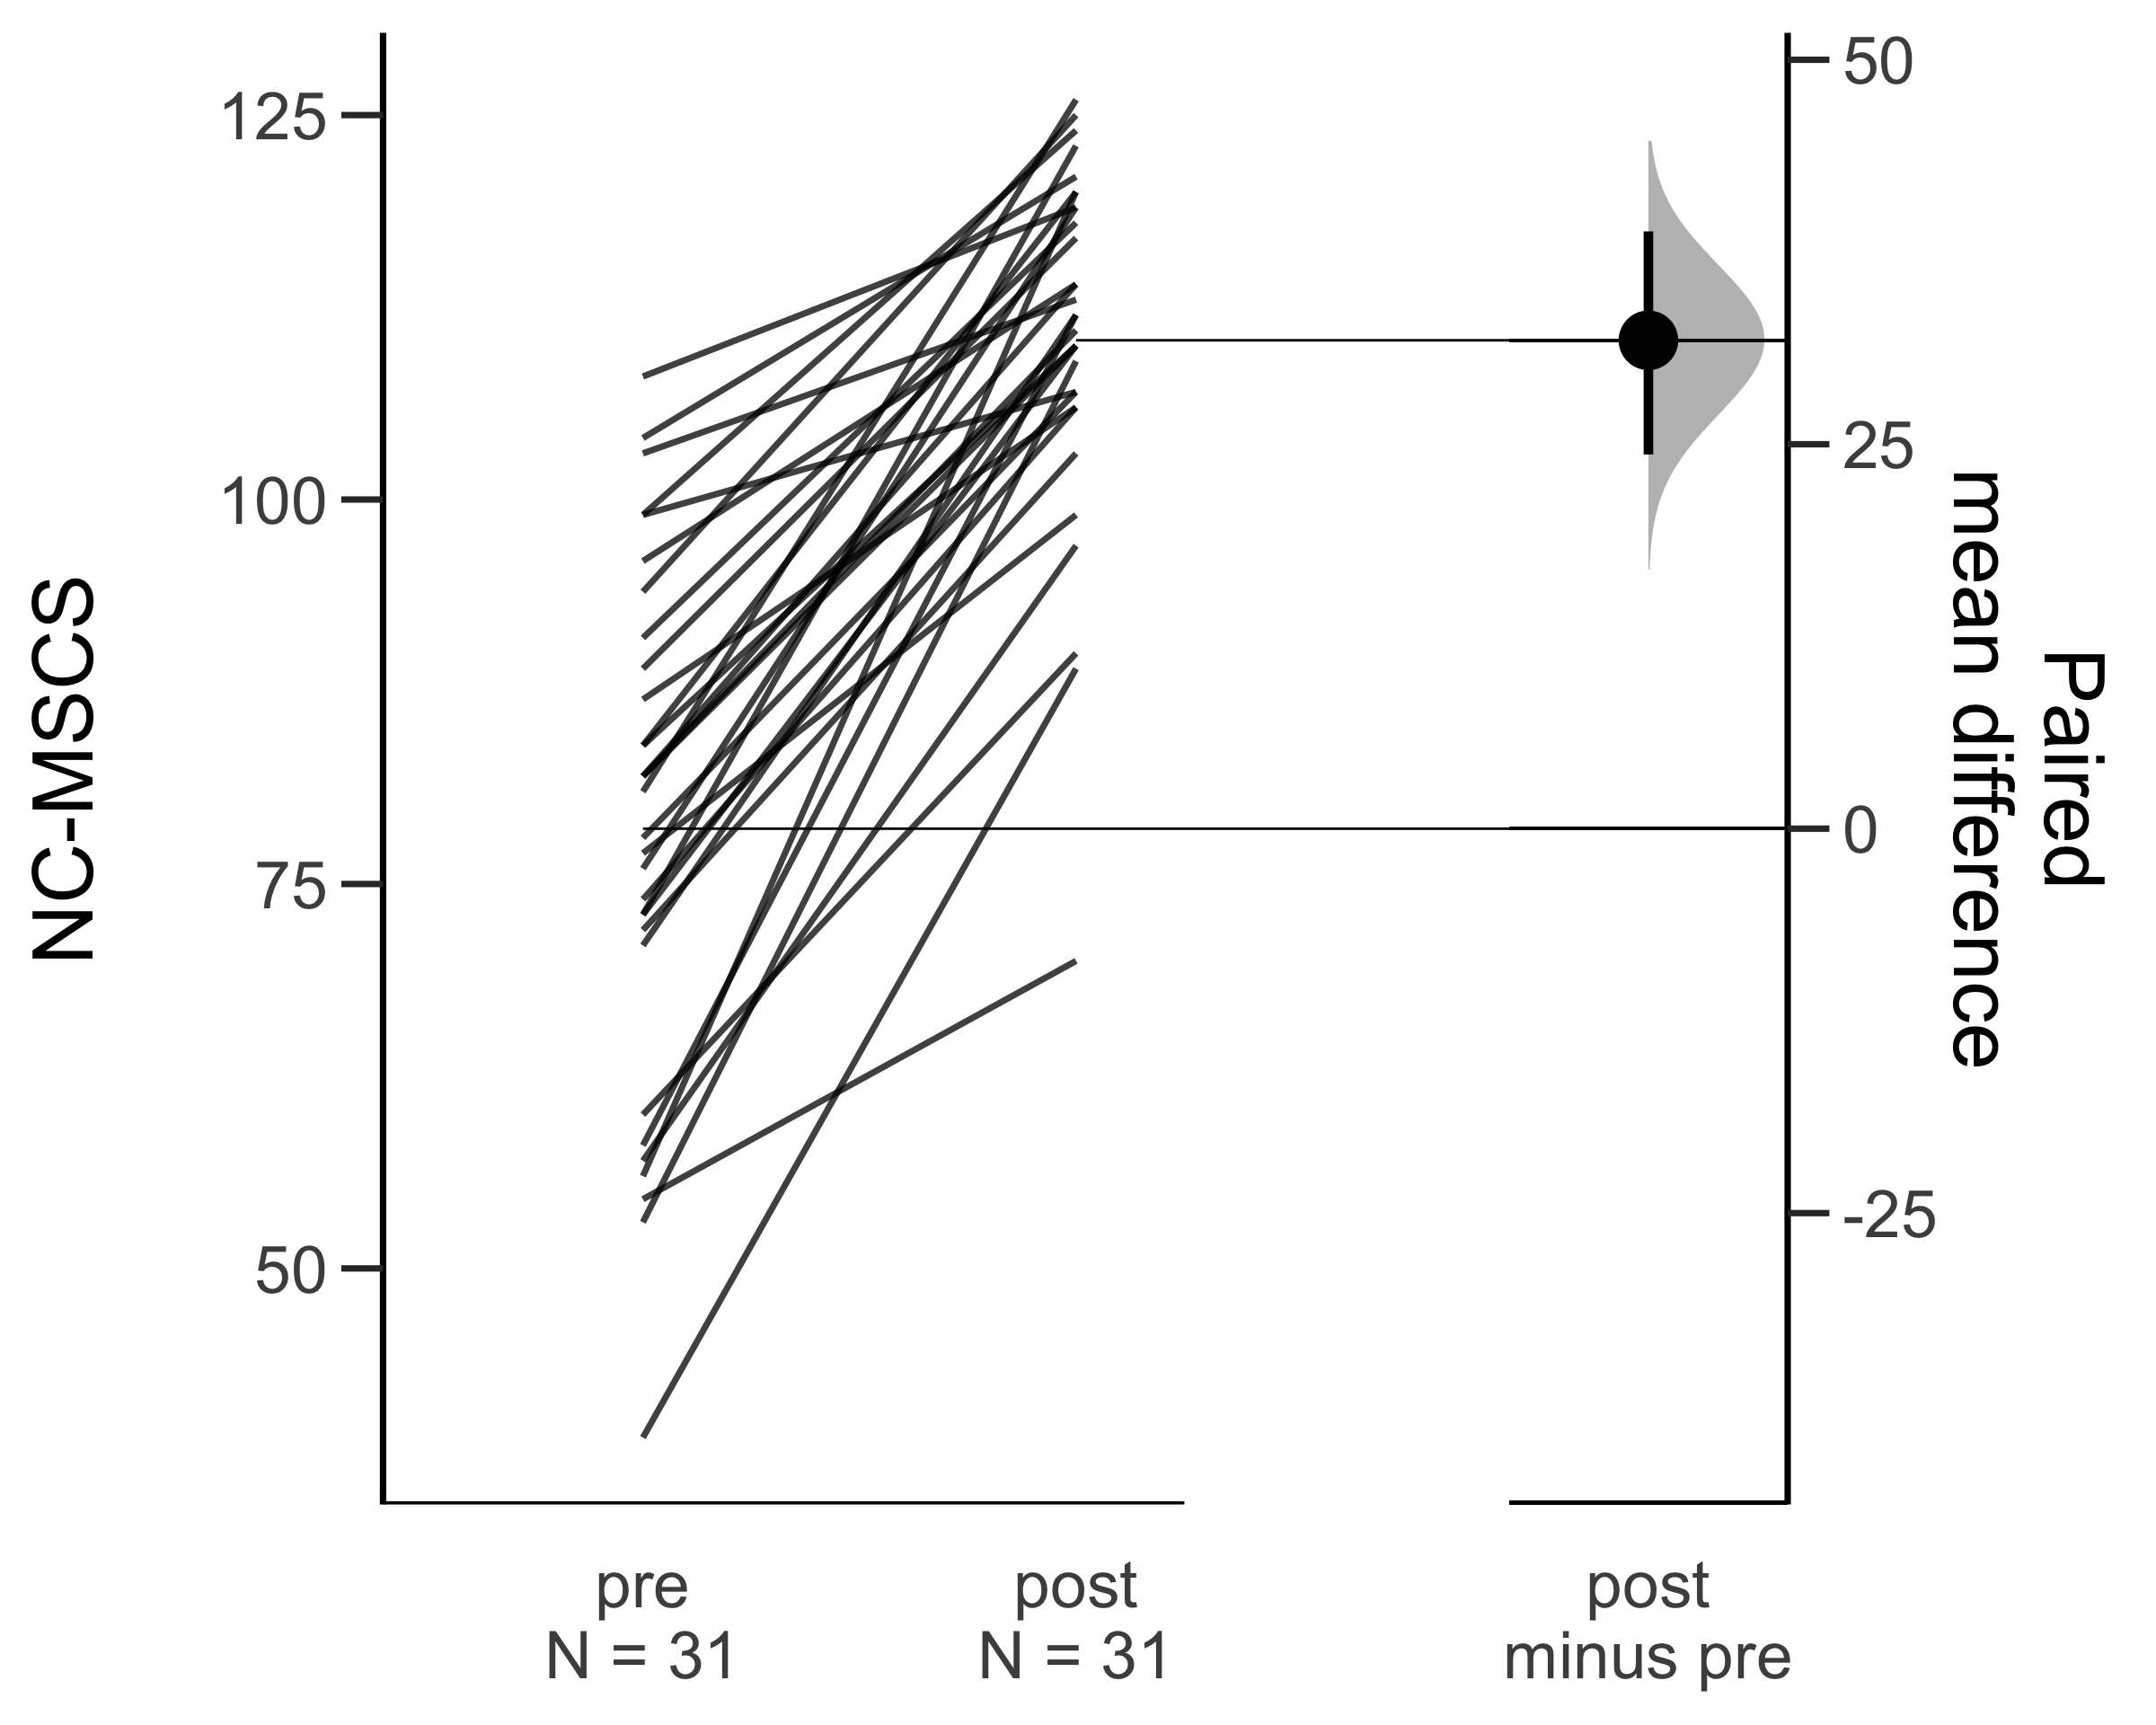 NC-MSCS
125
100
75
50
pre
N = 31
post
N = 31
post
minus pre
50
25
0
-25
Paired
mean difference